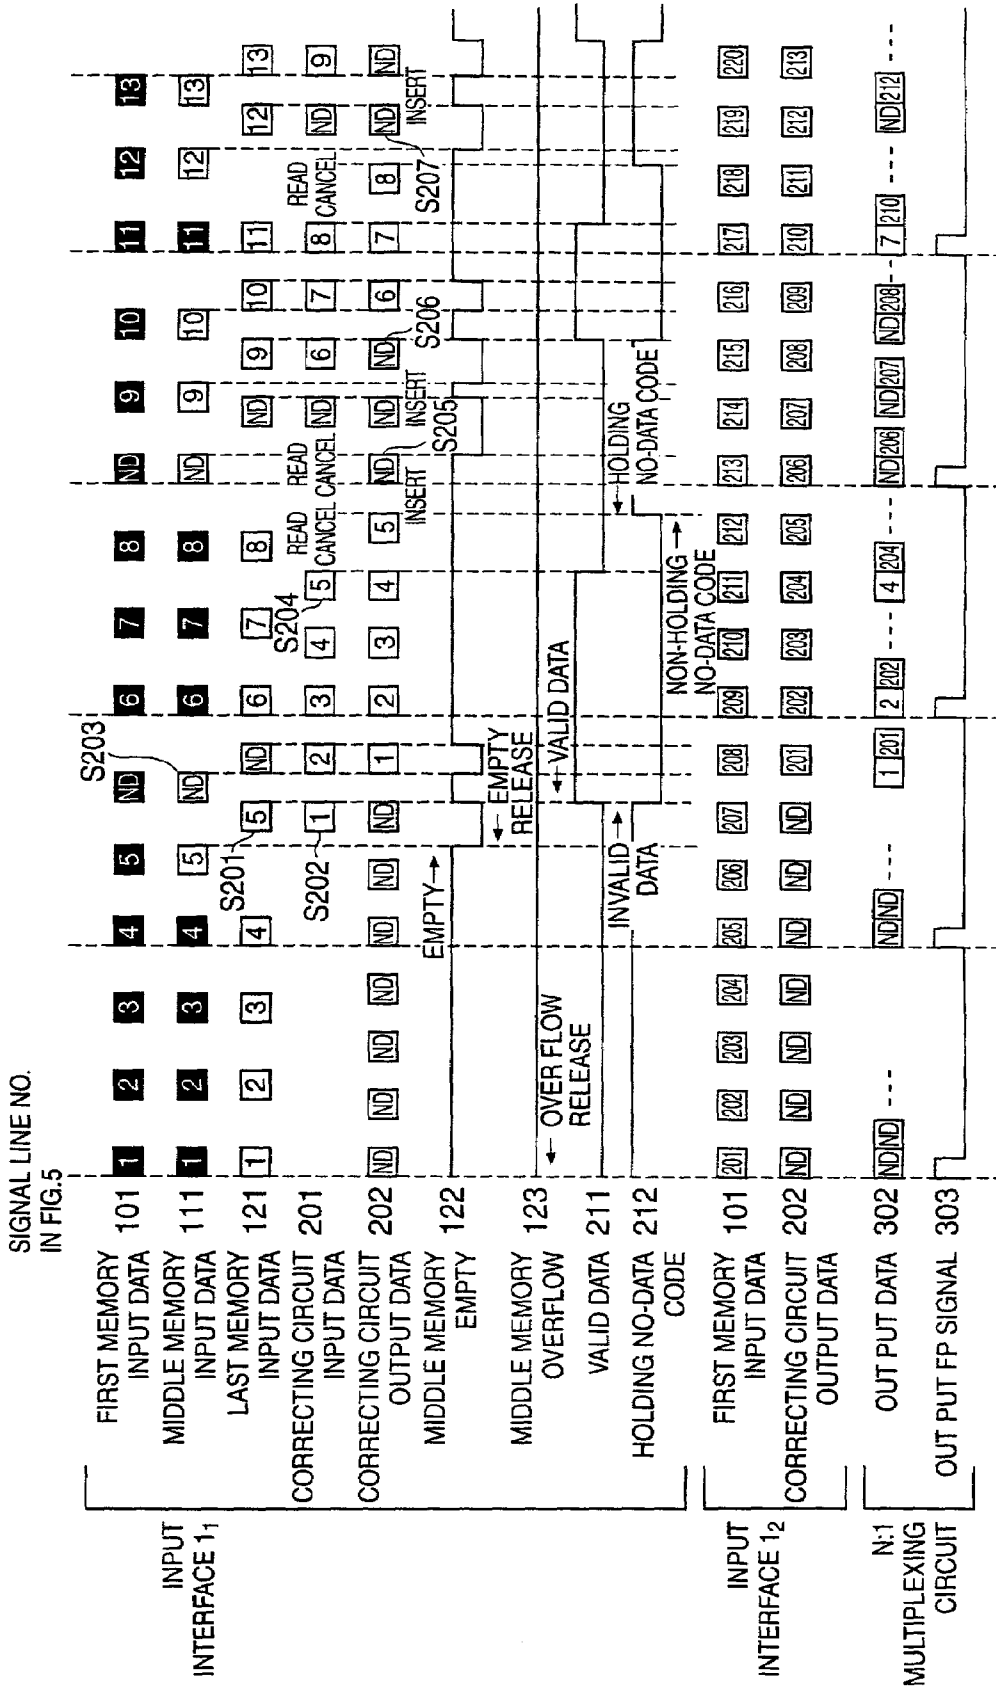 SIGNAL LINE NO.
IN FIG.5
INPUT
INTERFACE 1₁
FIRST MEMORY 101
INPUT DATA
1 2 3 4 5 ND 6 7 8 ND 9 10 11 12 13
MIDDLE MEMORY 111
INPUT DATA
1 2 3 4 5 ND 6 7 8 ND 9 10 11 12 13
S203
LAST MEMORY 121
INPUT DATA
1 2 3 4 5 ND 6 7 8 ND 9 10 11 12 13
S201
CORRECTING CIRCUIT 201
INPUT DATA
1 2 3 4 5 READ CANCEL READ CANCEL ND 6 7 8 READ CANCEL ND 9
S202
S204
CORRECTING CIRCUIT 202
OUTPUT DATA
ND ND ND ND ND ND ND 1 2 3 4 5 ND ND ND 6 7 8 ND ND
INSERT INSERT INSERT
S205
S206
S207
MIDDLE MEMORY 122
EMPTY
EMPTY→
←EMPTY
RELEASE
MIDDLE MEMORY 123
OVERFLOW
←OVER FLOW
RELEASE
VALID DATA 211
INVALID→
DATA
←VALID DATA
HOLDING NO-DATA 212
CODE
←HOLDING
NO-DATA CODE
NON-HOLDING→
NO-DATA CODE
INPUT
INTERFACE 1₂
FIRST MEMORY 101
INPUT DATA
201 202 203 204 205 206 207 208 209 210 211 212 213 214 215 216 217 218 219 220
CORRECTING CIRCUIT 202
OUTPUT DATA
ND ND ND ND ND ND ND 201 202 203 204 205 206 207 208 209 210 211 212 213
N:1
MULTIPLEXING
CIRCUIT
OUT PUT DATA 302
ND ND ---- ND ND ---- 1 201 2 202 ---- 4 204 ---- ND 206 ND 207 ND 208 ---- 7 210 ---- ND 212 ----
OUT PUT FP SIGNAL 303